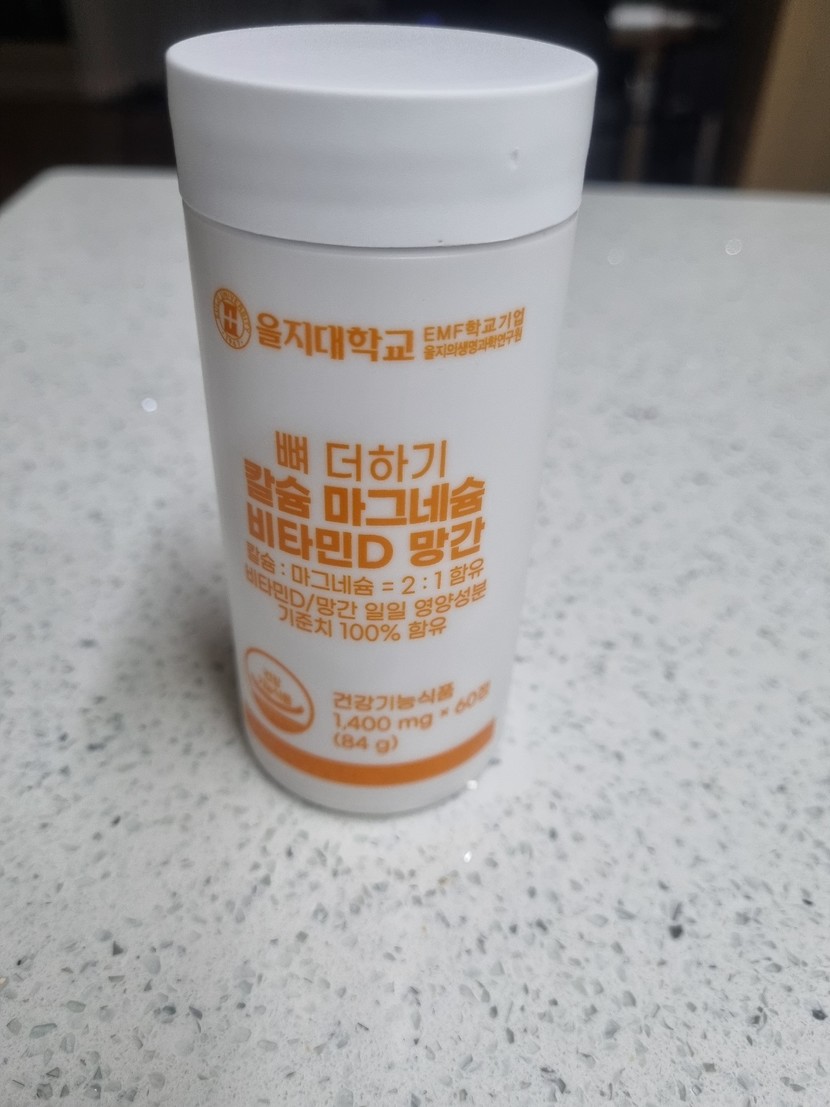 을지대학교
EMF학교기업
을지의생명과학연구원
뼈 더하기
칼슘 마그네슘
비타민D 망간
칼슘 : 마그네슘 = 2 : 1 함유
비타민D/망간 일일 영양성분
기준치 100% 함유
건강기능식품
1,400 mg × 60정
(84 g)